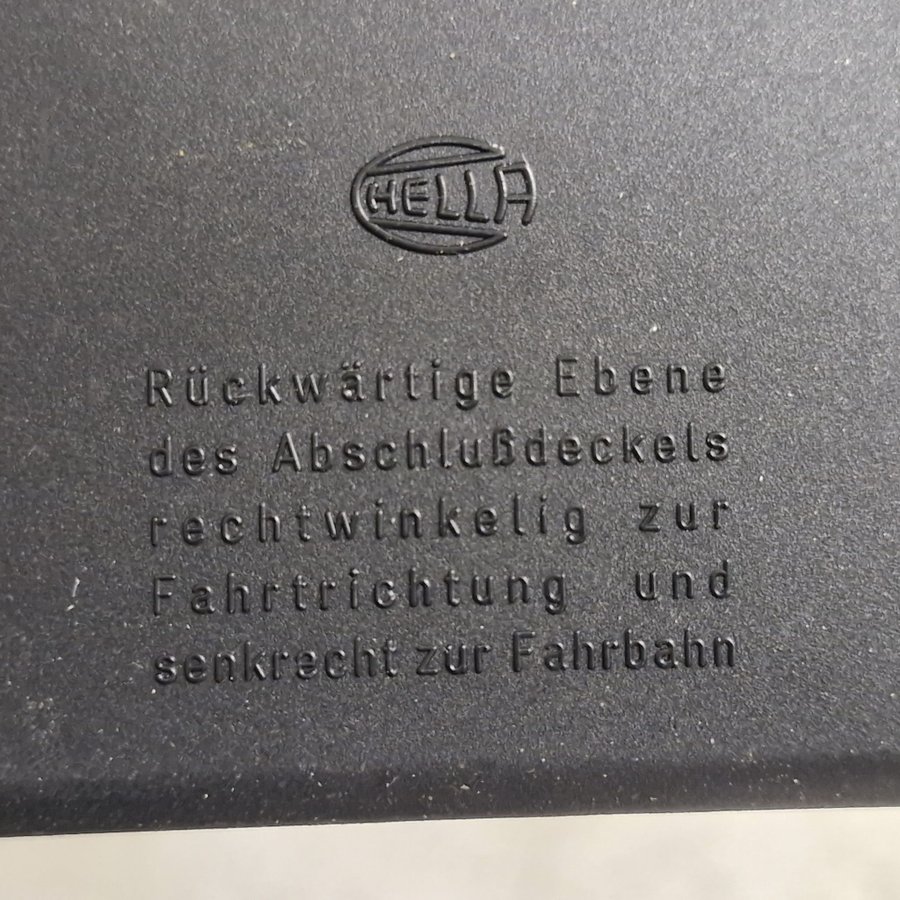 HELLA
Rückwärtige Ebene
des Abschlußdeckels
rechtwinkelig zur
Fahrtrichtung und
senkrecht zur Fahrbahn